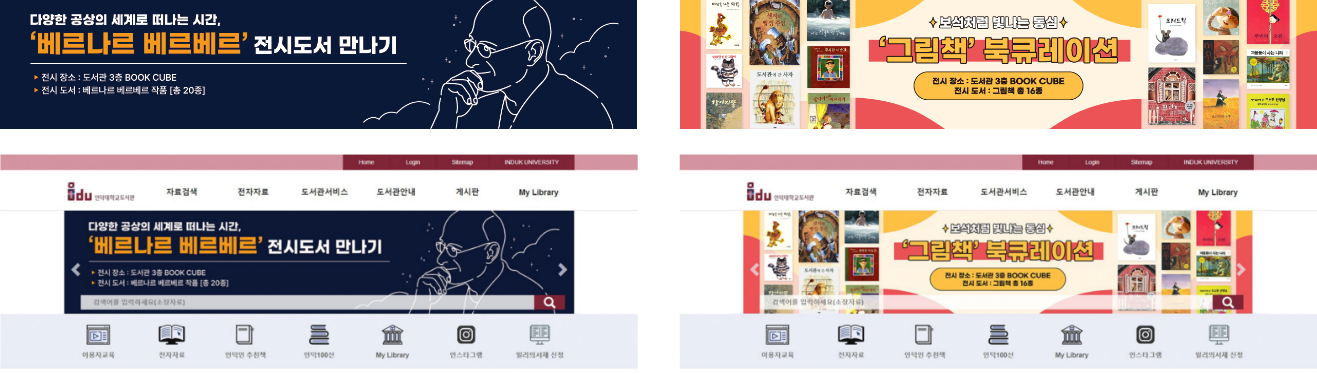 다양한 공상의 세계로 떠나는 시간,
‘베르나르 베르베르’ 전시도서 만나기
▸ 전시 장소 : 도서관 3층 BOOK CUBE
▸ 전시 도서 : 베르나르 베르베르 작품 [총 20종]
보석처럼 빛나는 동심
‘그림책’ 북큐레이션
전시 장소 : 도서관 3층 BOOK CUBE
전시 도서 : 그림책 총 16종
Home Login Sitemap INDUK UNIVERSITY
idu 인덕대학교도서관 자료검색 전자자료 도서관서비스 도서관안내 게시판 My Library
다양한 공상의 세계로 떠나는 시간,
‘베르나르 베르베르’ 전시도서 만나기
▸ 전시 장소 : 도서관 3층 BOOK CUBE
▸ 전시 도서 : 베르나르 베르베르 작품 [총 20종]
검색어를 입력하세요(소장자료)
이용자교육 전자자료 인덕인 추천책 인덕100선 My Library 인스타그램 밀리의서재 신청
Home Login Sitemap INDUK UNIVERSITY
idu 인덕대학교도서관 자료검색 전자자료 도서관서비스 도서관안내 게시판 My Library
보석처럼 빛나는 동심
‘그림책’ 북큐레이션
전시 장소 : 도서관 3층 BOOK CUBE
전시 도서 : 그림책 총 16종
검색어를 입력하세요(소장자료)
이용자교육 전자자료 인덕인 추천책 인덕100선 My Library 인스타그램 밀리의서재 신청